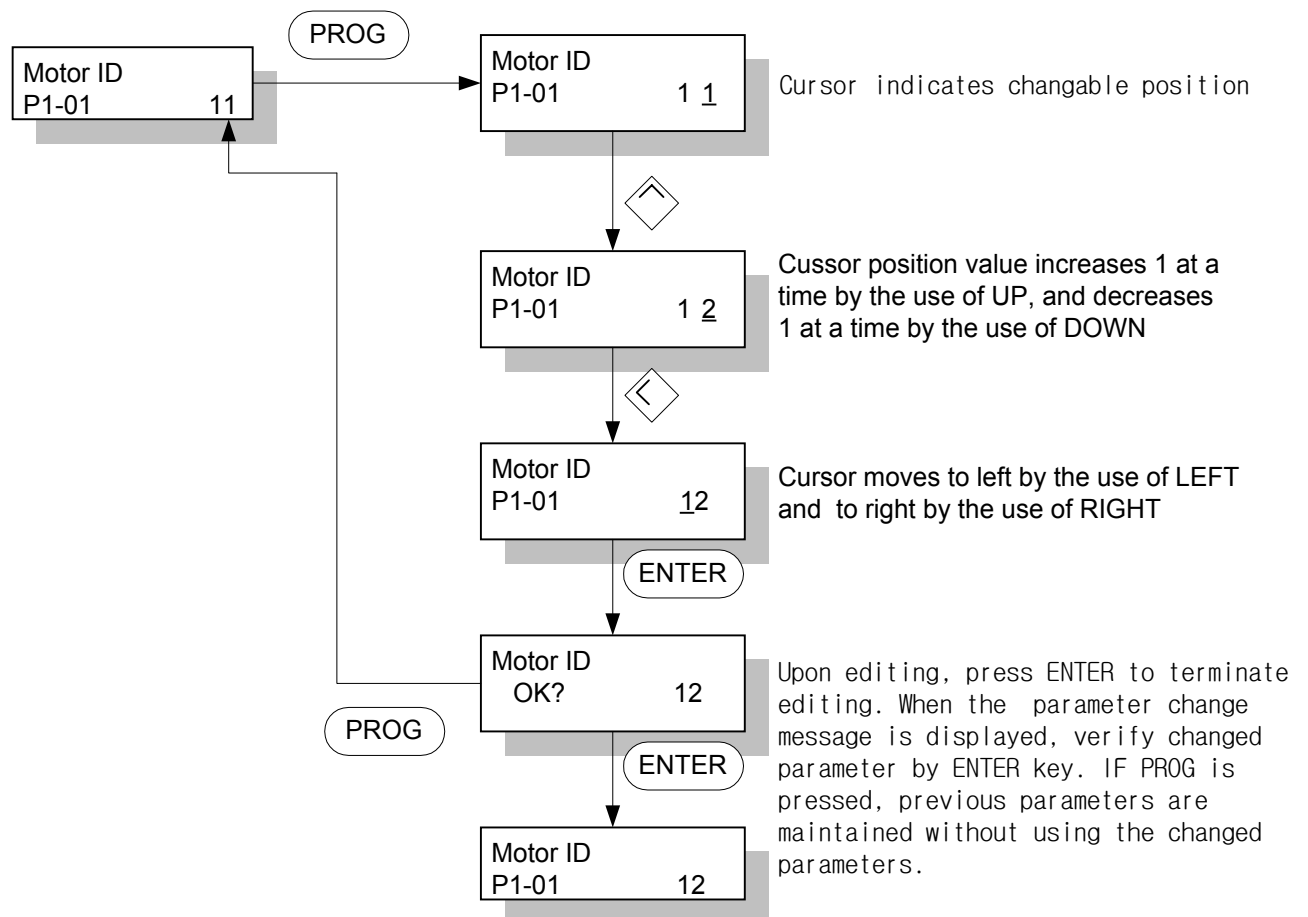 PROG
Motor ID
P1-01 11
Motor ID
P1-01 1 1
Cursor indicates changable position
Motor ID
P1-01 1 2
Cussor position value increases 1 at a
time by the use of UP, and decreases
1 at a time by the use of DOWN
Motor ID
P1-01 12
Cursor moves to left by the use of LEFT
and to right by the use of RIGHT
ENTER
Motor ID
OK? 12
PROG
ENTER
Upon editing, press ENTER to terminate
editing. When the parameter change
message is displayed, verify changed
parameter by ENTER key. IF PROG is
pressed, previous parameters are
maintained without using the changed
parameters.
Motor ID
P1-01 12